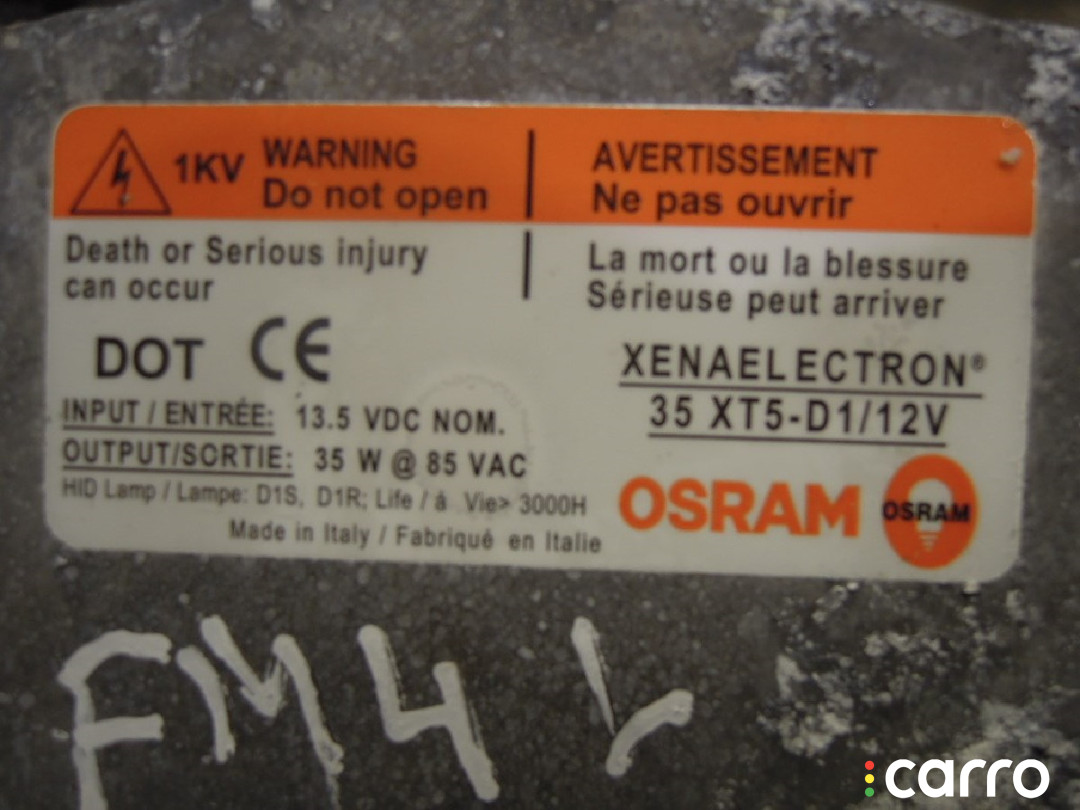 1KV WARNING
Do not open
AVERTISSEMENT
Ne pas ouvrir
Death or Serious injury
can occur
La mort ou la blessure
Sérieuse peut arriver
DOT CE
XENAELECTRON®
35 XT5-D1/12V
INPUT / ENTRÉE: 13.5 VDC NOM.
OUTPUT/SORTIE: 35 W @ 85 VAC
HID Lamp / Lampe: D1S, D1R; Life / á Vie> 3000H
Made in Italy / Fabriqué en Italie
OSRAM
OSRAM
FM4 L
carro